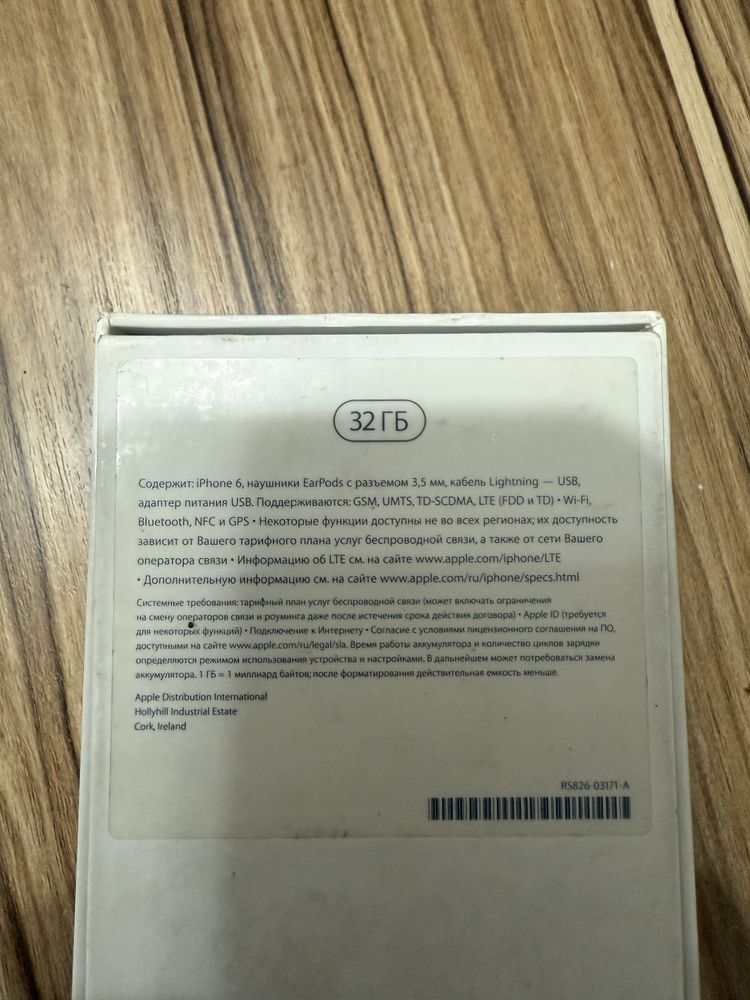 32 ГБ
Содержит: iPhone 6, наушники EarPods с разъемом 3,5 мм, кабель Lightning — USB,
адаптер питания USB. Поддерживаются: GSM, UMTS, TD-SCDMA, LTE (FDD и TD) • Wi-Fi,
Bluetooth, NFC и GPS • Некоторые функции доступны не во всех регионах; их доступность
зависит от Вашего тарифного плана услуг беспроводной связи, а также от сети Вашего
оператора связи • Информацию об LTE см. на сайте www.apple.com/iphone/LTE
• Дополнительную информацию см. на сайте www.apple.com/ru/iphone/specs.html
Системные требования: тарифный план услуг беспроводной связи (может включать ограничения
на смену операторов связи и роуминга даже после истечения срока действия договора) • Apple ID (требуется
для некоторых функций) • Подключение к Интернету • Согласие с условиями лицензионного соглашения на ПО,
доступными на сайте www.apple.com/ru/legal/sla. Время работы аккумулятора и количество циклов зарядки
определяются режимом использования устройства и настройками. В дальнейшем может потребоваться замена
аккумулятора. 1 ГБ = 1 миллиард байтов; после форматирования действительная емкость меньше.
Apple Distribution International
Hollyhill Industrial Estate
Cork, Ireland
RS826-03171-A